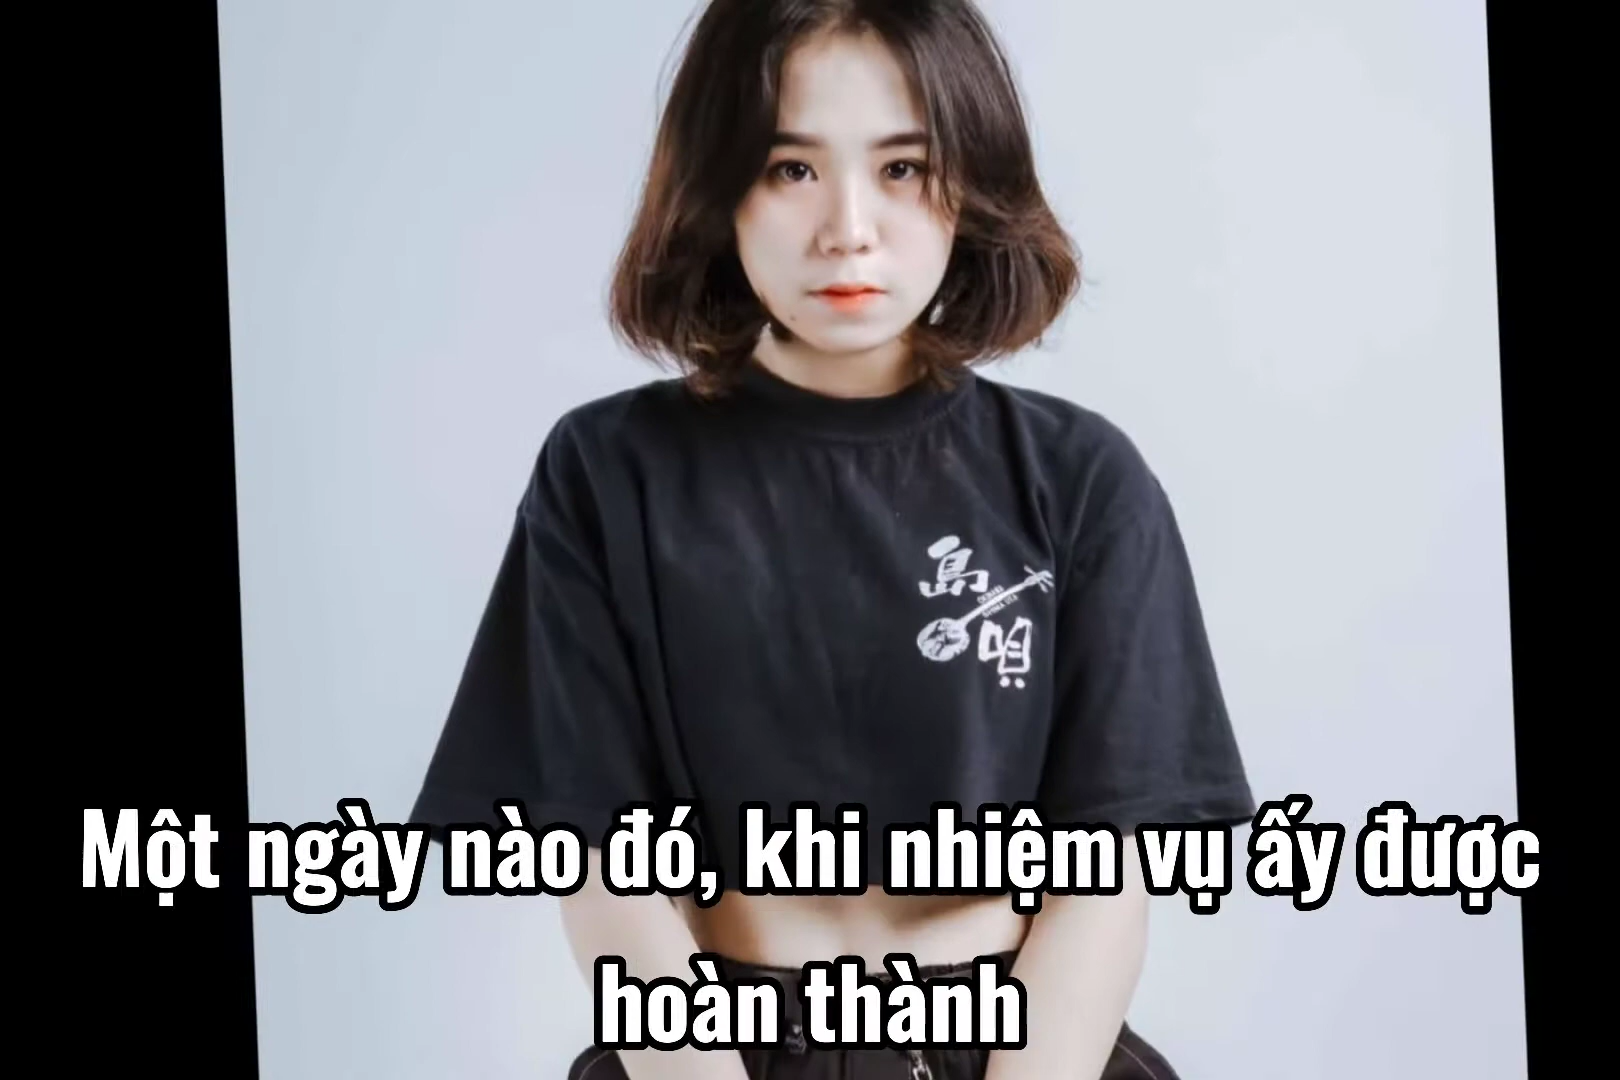 島
唄
Một ngày nào đó, khi nhiệm vụ ấy được
hoàn thành